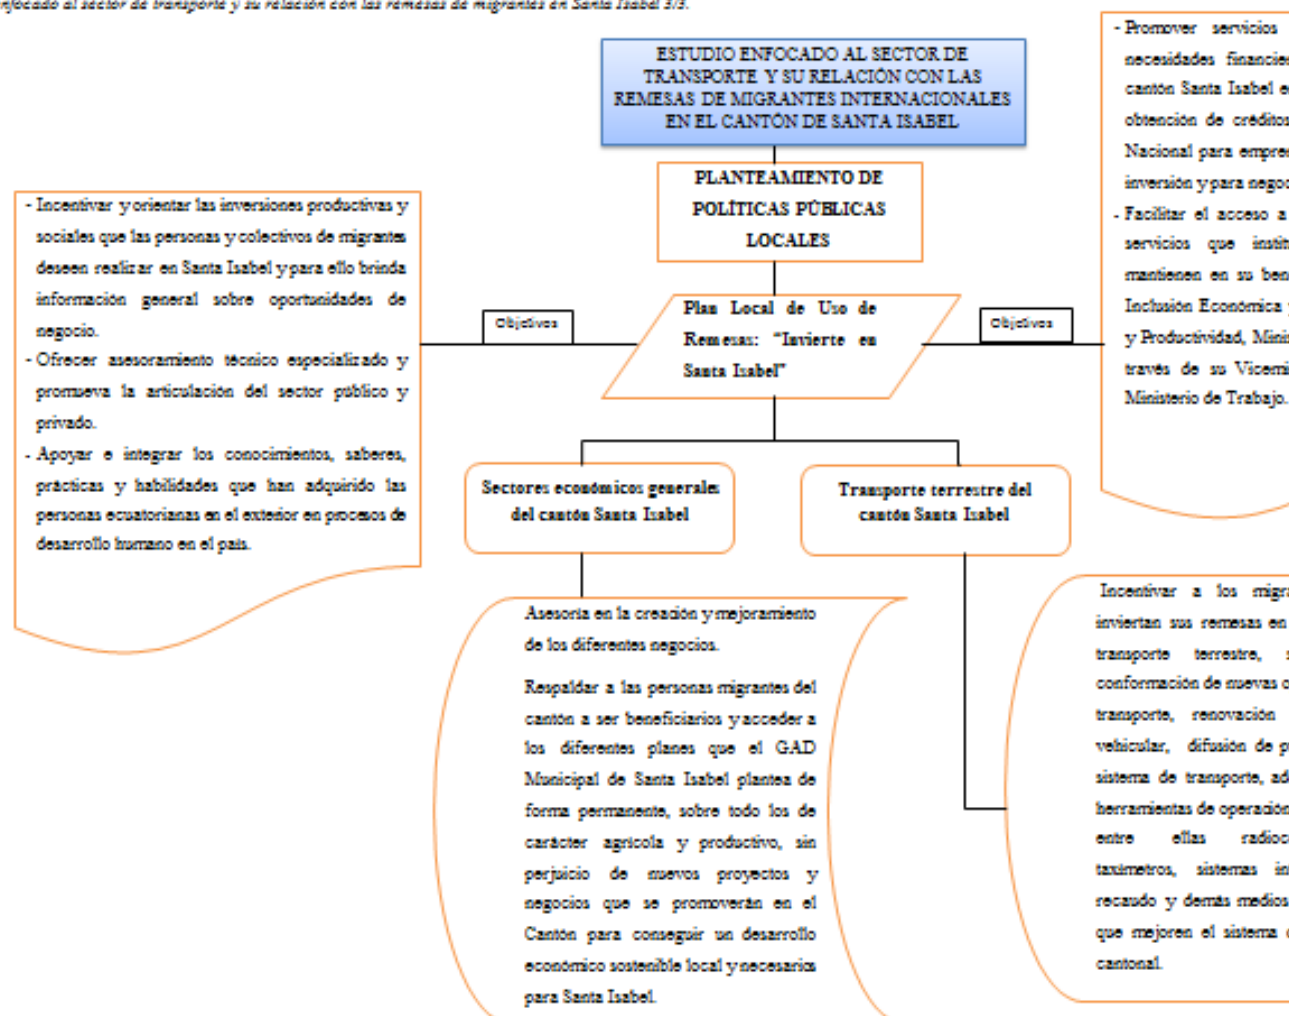 enfocado al sector de transporte y su relación con las remesas de migrantes en Santa Isabel 3/3.
ESTUDIO ENFOCADO AL SECTOR DE
TRANSPORTE Y SU RELACIÓN CON LAS
REMESAS DE MIGRANTES INTERNACIONALES
EN EL CANTÓN DE SANTA ISABEL
PLANTEAMIENTO DE
POLÍTICAS PÚBLICAS
LOCALES
- Incentivar y orientar las inversiones productivas y
sociales que las personas y colectivos de migrantes
deseen realizar en Santa Isabel y para ello brinda
información general sobre oportunidades de
negocio.
- Ofrecer asesoramiento técnico especializado y
promueva la articulación del sector público y
privado.
- Apoyar e integrar los conocimientos, saberes,
prácticas y habilidades que han adquirido las
personas ecuatorianas en el exterior en procesos de
desarrollo humano en el país.
Objetivos
Plan Local de Uso de
Remesas: "Invierte en
Santa Isabel"
Objetivos
- Promover servicios
necesidades
cantón Santa Isabel
obtención de créditos
Nacional para
inversión y para
- Facilitar el acceso a
servicios que
mantienen en su
Inclusión Económica
y Productividad,
través de su
Ministerio de Trabajo.
Sectores económicos generales
del cantón Santa Isabel
Transporte terrestre del
cantón Santa Isabel
Asesoría en la creación y mejoramiento
de los diferentes negocios.
Respaldar a las personas migrantes del
cantón a ser beneficiarios y acceder a
los diferentes planes que el GAD
Municipal de Santa Isabel plantea de
forma permanente, sobre todo los de
carácter agrícola y productivo, sin
perjuicio de nuevos proyectos y
negocios que se promoverán en el
Cantón para conseguir un desarrollo
económico sostenible local y necesarios
para Santa Isabel.
Incentivar a los
inviertan sus remesas en
transporte terrestre,
conformación de nuevas
transporte, renovación
vehicular, difusión de
sistema de transporte,
herramientas de operación
entre ellas
taxímetros, sistemas
recaudo y demás medios
que mejoren el sistema
cantonal.